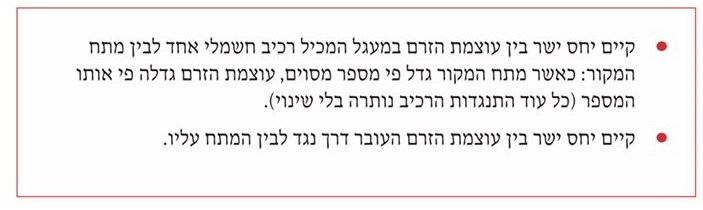 • קיים יחס ישר בין עוצמת הזרם במעגל המכיל רכיב חשמלי אחד לבין מתח
המקור: כאשר מתח המקור גדל פי מספר מסוים, עוצמת הזרם גדלה פי אותו
המספר (כל עוד התנגדות הרכיב נותרה בלי שינוי).
• קיים יחס ישר בין עוצמת הזרם העובר דרך נגד לבין המתח עליו.